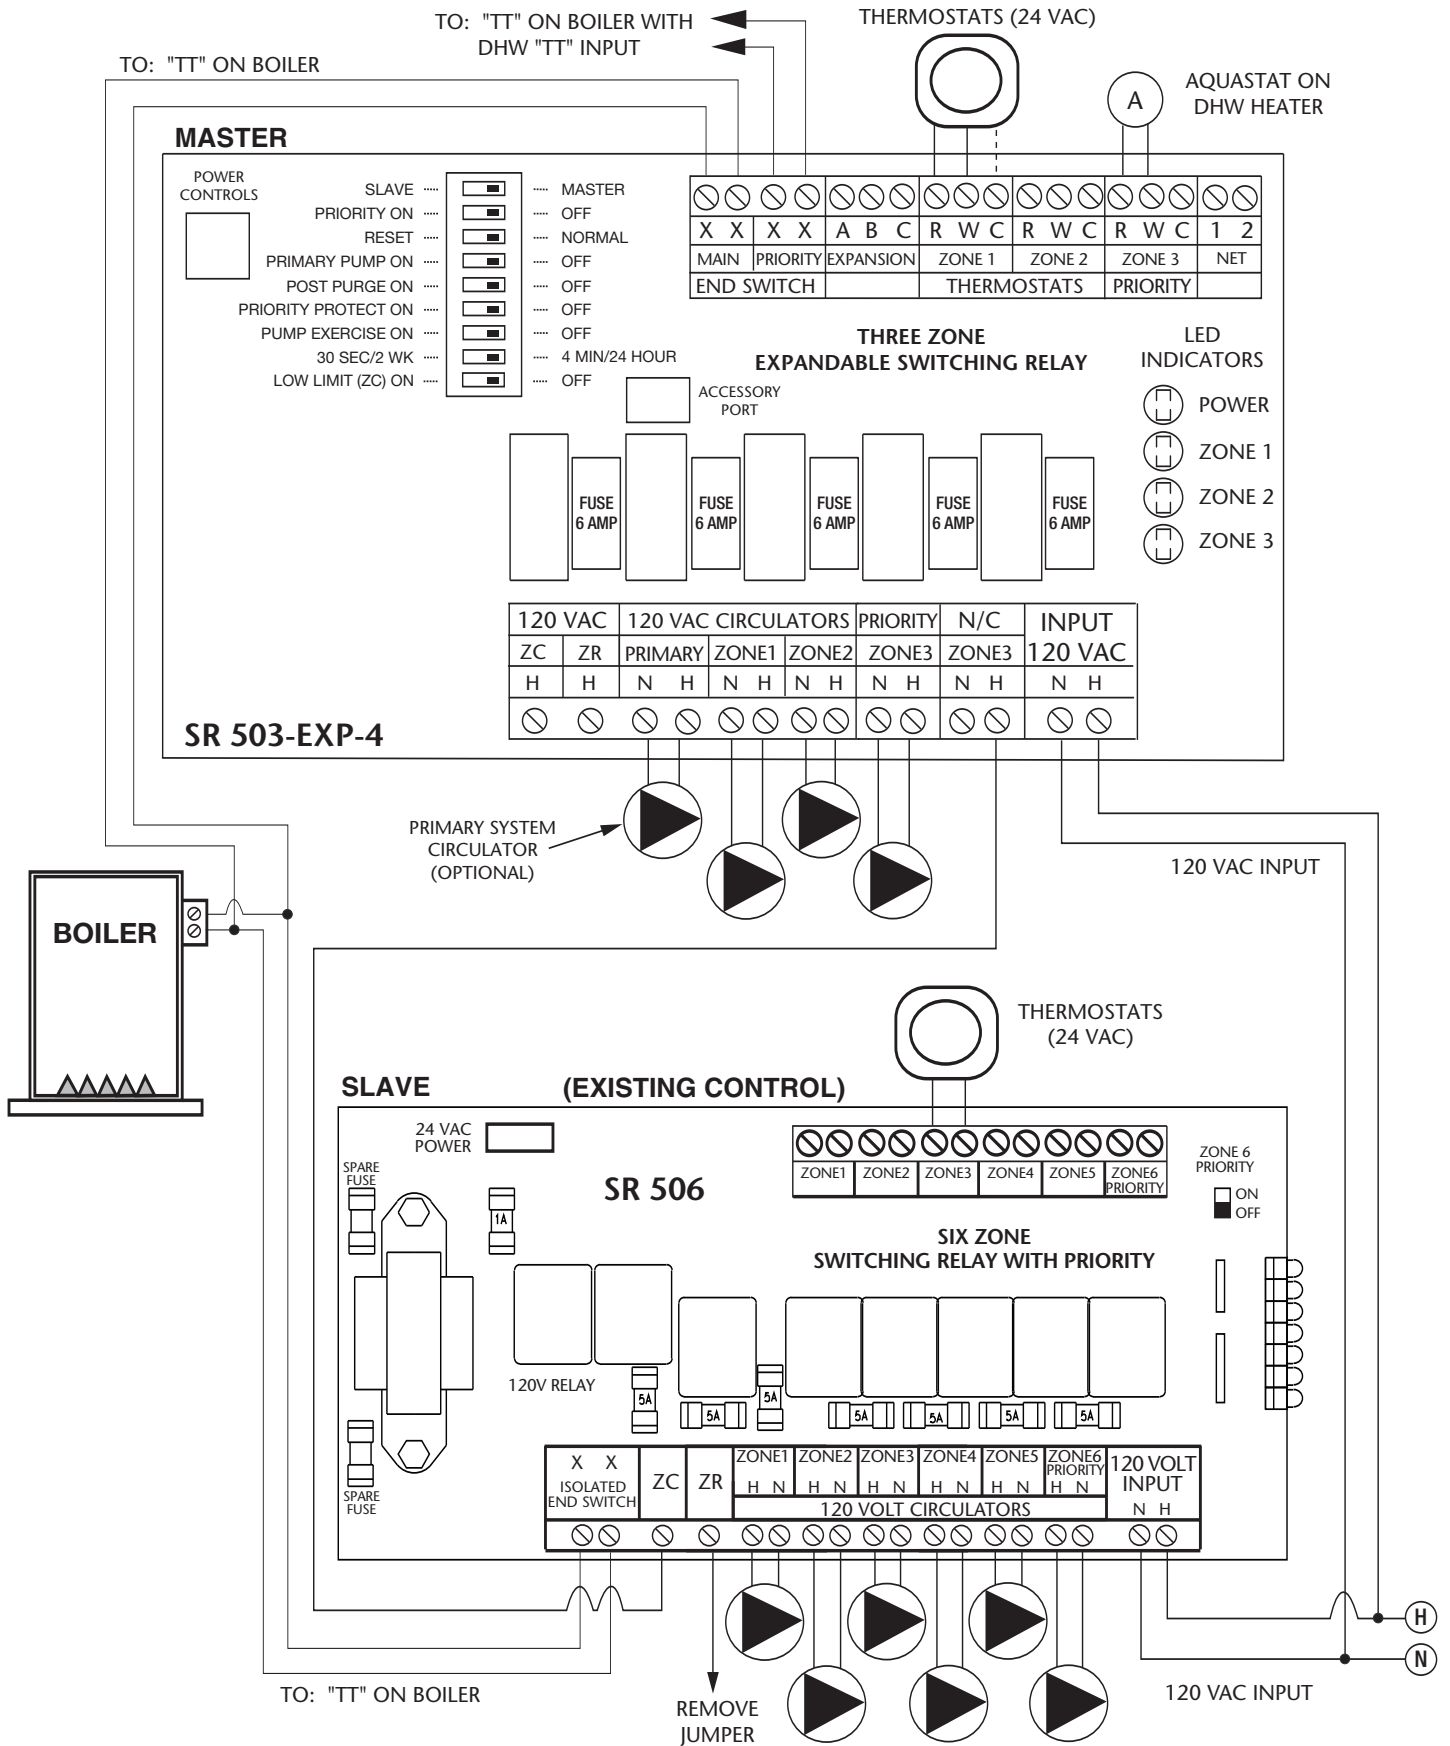 TO: "TT" ON BOILER WITH
DHW "TT" INPUT
THERMOSTATS (24 VAC)
TO: "TT" ON BOILER
A
AQUASTAT ON
DHW HEATER
MASTER
POWER
CONTROLS
SLAVE ..... ..... MASTER
PRIORITY ON ..... ..... OFF
RESET ..... ..... NORMAL
PRIMARY PUMP ON ..... ..... OFF
POST PURGE ON ..... ..... OFF
PRIORITY PROTECT ON ..... ..... OFF
PUMP EXERCISE ON ..... ..... OFF
30 SEC/2 WK ..... ..... 4 MIN/24 HOUR
LOW LIMIT (ZC) ON ..... ..... OFF
X X X X A B C R W C R W C R W C 1 2
MAIN PRIORITY EXPANSION ZONE 1 ZONE 2 ZONE 3 NET
END SWITCH THERMOSTATS PRIORITY
THREE ZONE
EXPANDABLE SWITCHING RELAY
LED
INDICATORS
POWER
ZONE 1
ZONE 2
ZONE 3
ACCESSORY
PORT
FUSE
6 AMP
FUSE
6 AMP
FUSE
6 AMP
FUSE
6 AMP
FUSE
6 AMP
120 VAC 120 VAC CIRCULATORS PRIORITY N/C INPUT
120 VAC
ZC ZR PRIMARY ZONE1 ZONE2 ZONE3 ZONE3
H H N H N H N H N H N H N H
SR 503-EXP-4
PRIMARY SYSTEM
CIRCULATOR
(OPTIONAL)
120 VAC INPUT
BOILER
THERMOSTATS
(24 VAC)
SLAVE (EXISTING CONTROL)
24 VAC
POWER
SPARE
FUSE
1A
SR 506
ZONE1 ZONE2 ZONE3 ZONE4 ZONE5 ZONE6
PRIORITY
ZONE 6
PRIORITY
ON
OFF
SIX ZONE
SWITCHING RELAY WITH PRIORITY
120V RELAY
5A
5A
5A
5A
5A
5A
5A
SPARE
FUSE
X X
ISOLATED
END SWITCH
ZC
ZR
ZONE1 ZONE2 ZONE3 ZONE4 ZONE5 ZONE6
PRIORITY
H N H N H N H N H N H N
120 VOLT CIRCULATORS
120 VOLT
INPUT
N H
H
N
TO: "TT" ON BOILER
REMOVE
JUMPER
120 VAC INPUT